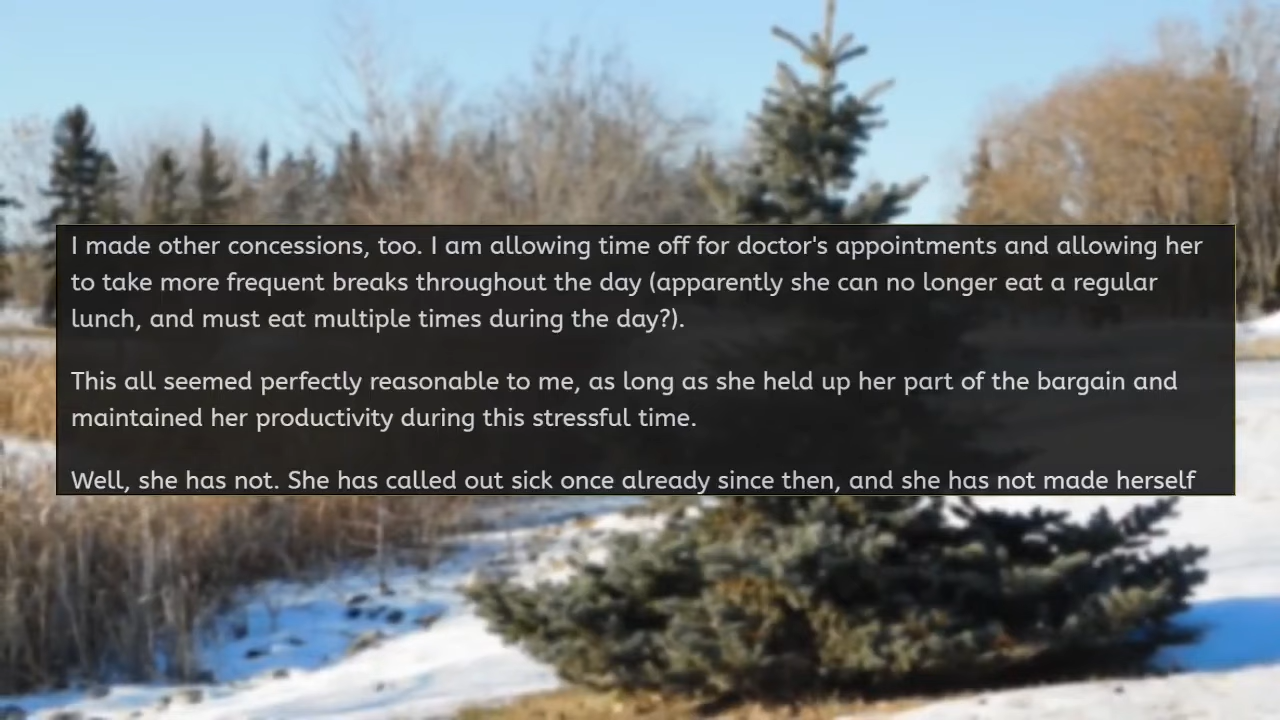 I made other concessions, too. I am allowing time off for doctor's appointments and allowing her
to take more frequent breaks throughout the day (apparently she can no longer eat a regular
lunch, and must eat multiple times during the day?).
This all seemed perfectly reasonable to me, as long as she held up her part of the bargain and
maintained her productivity during this stressful time.
Well, she has not. She has called out sick once already since then, and she has not made herself